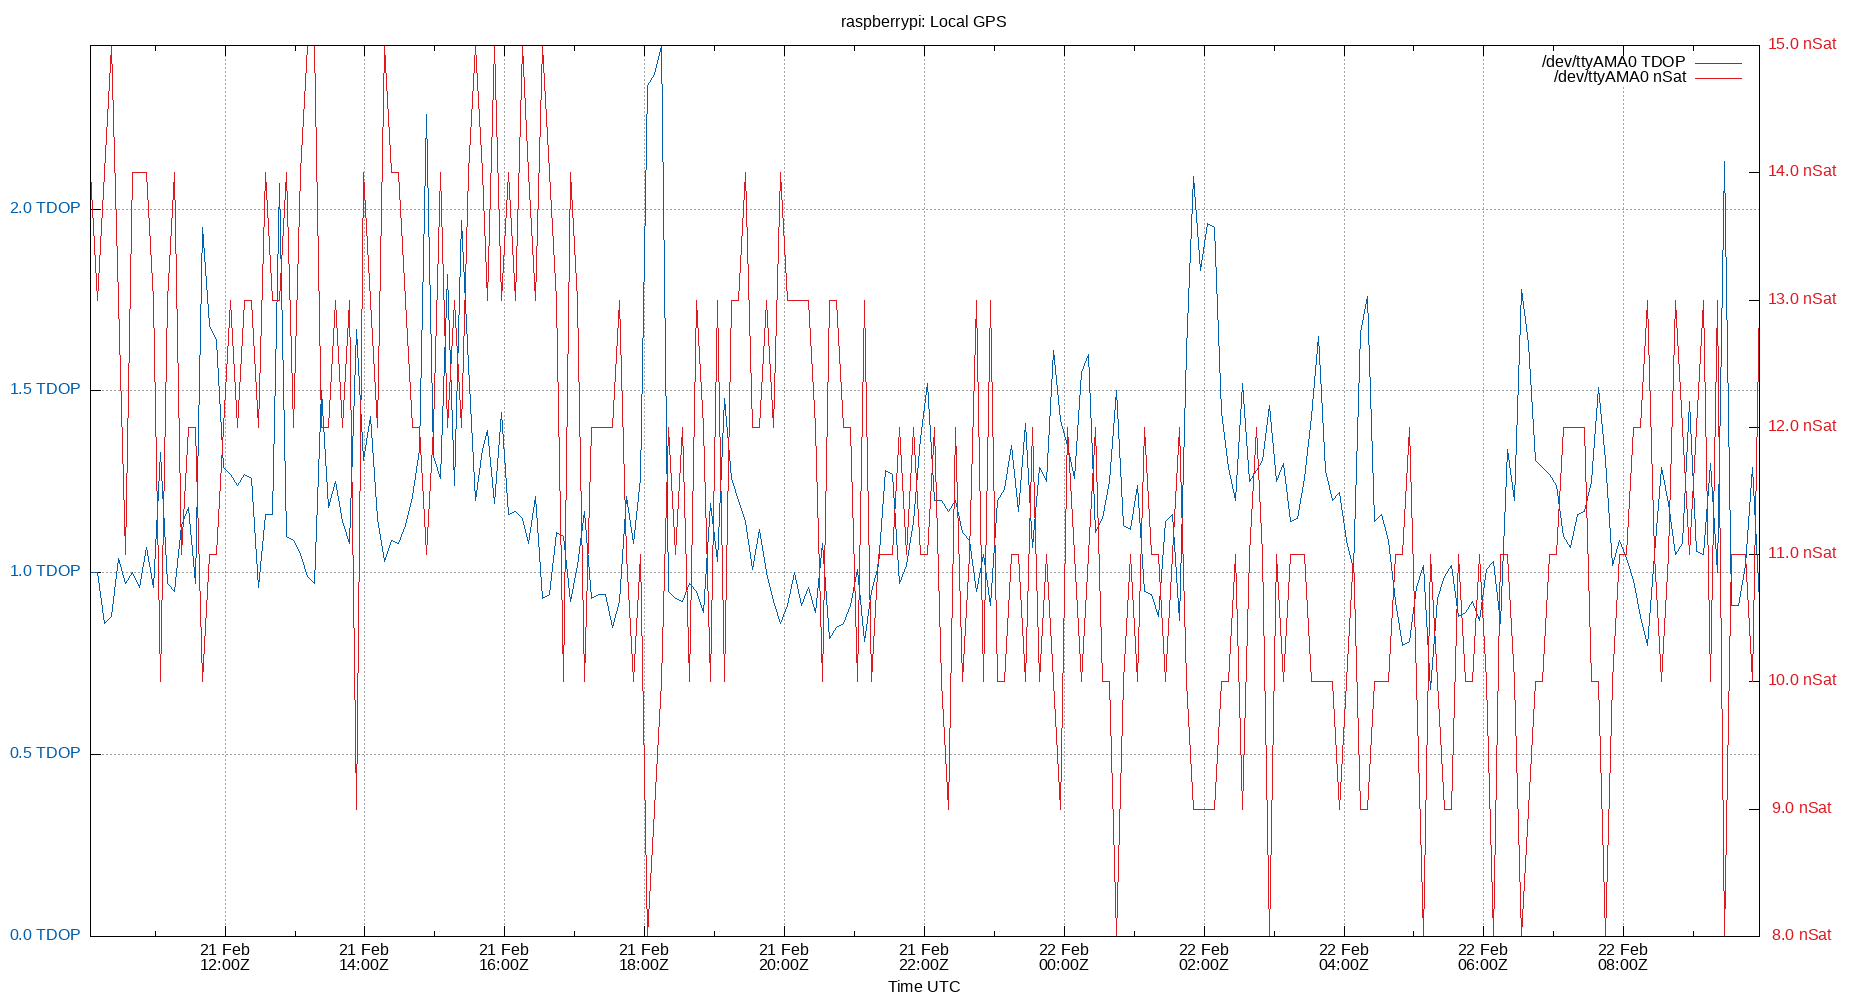 raspberrypi: Local GPS
/dev/ttyAMA0 TDOP
/dev/ttyAMA0 nSat
2.0 TDOP
1.5 TDOP
1.0 TDOP
0.5 TDOP
0.0 TDOP
15.0 nSat
14.0 nSat
13.0 nSat
12.0 nSat
11.0 nSat
10.0 nSat
9.0 nSat
8.0 nSat
21 Feb
12:00Z
21 Feb
14:00Z
21 Feb
16:00Z
21 Feb
18:00Z
21 Feb
20:00Z
21 Feb
22:00Z
22 Feb
00:00Z
22 Feb
02:00Z
22 Feb
04:00Z
22 Feb
06:00Z
22 Feb
08:00Z
Time UTC